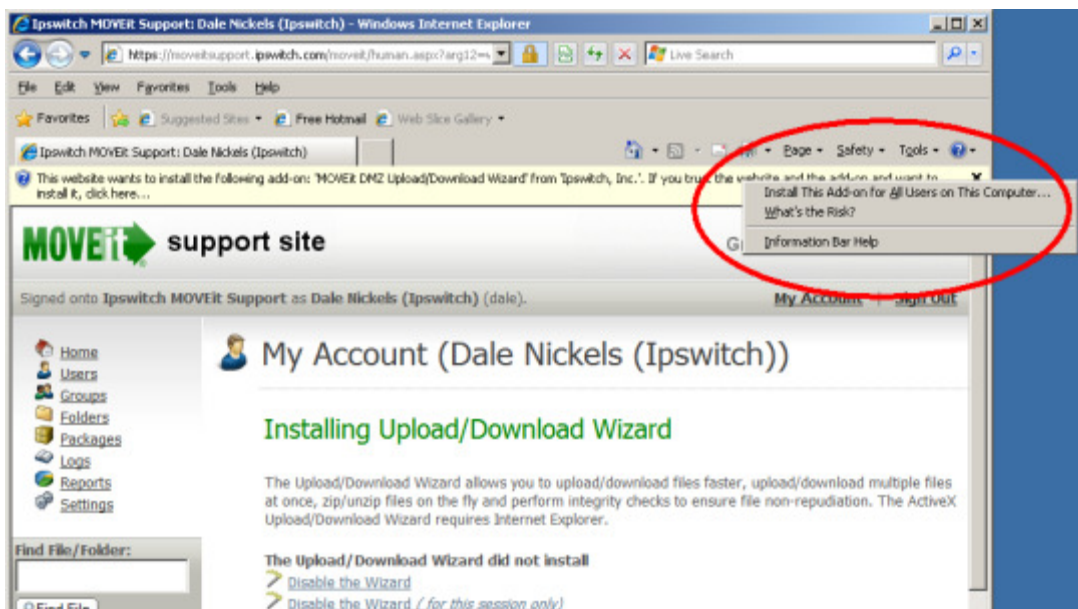 Ipswitch MOVEit Support: Dale Nickels (Ipswitch) - Windows Internet Explorer
https://moveitsupport.ipswitch.com/moveit/human.aspx?arg12= Live Search
File Edit View Favorites Tools Help
Favorites Suggested Sites Free Hotmail Web Slice Gallery
Ipswitch MOVEit Support: Dale Nickels (Ipswitch) Page Safety Tools
This website wants to install the following add-on: 'MOVEit DMZ Upload/Download Wizard' from 'Ipswitch, Inc.'. If you trust the website and the add-on and want to
install it, click here...
Install This Add-on for All Users on This Computer...
What's the Risk?
Information Bar Help
MOVEit support site
Signed onto Ipswitch MOVEit Support as Dale Nickels (Ipswitch) (dale). My Account | Sign Out
Home
Users
Groups
Folders
Packages
Logs
Reports
Settings
Find File/Folder:
Find File
My Account (Dale Nickels (Ipswitch))
Installing Upload/Download Wizard
The Upload/Download Wizard allows you to upload/download files faster, upload/download multiple files
at once, zip/unzip files on the fly and perform integrity checks to ensure file non-repudiation. The ActiveX
Upload/Download Wizard requires Internet Explorer.
The Upload/Download Wizard did not install
Disable the Wizard
Disable the Wizard ( for this session only)